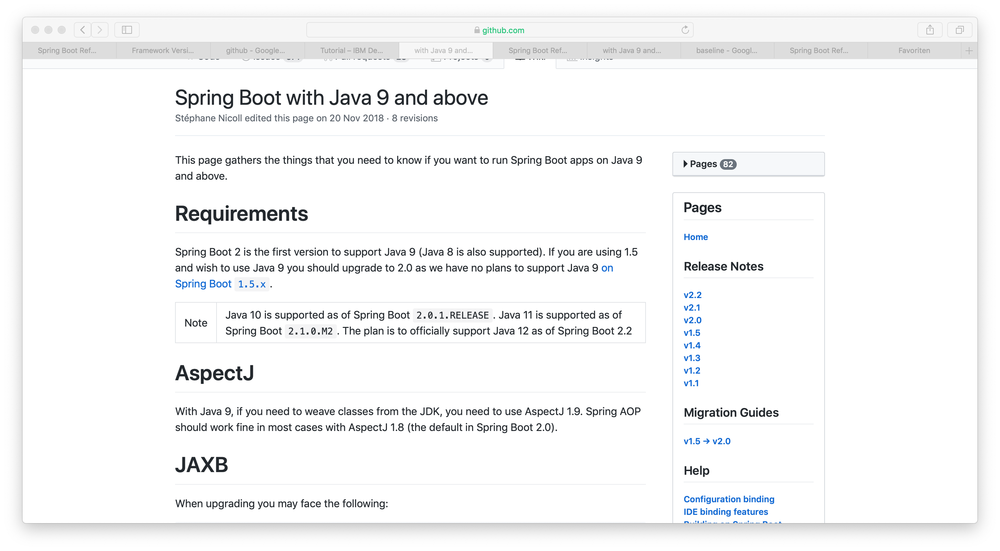 github.com
Spring Boot Ref...
Framework Versi...
github - Google...
Tutorial – IBM De...
with Java 9 and...
Spring Boot Ref...
with Java 9 and...
baseline - Googl...
Spring Boot Ref...
Favoriten
Spring Boot with Java 9 and above
Stéphane Nicoll edited this page on 20 Nov 2018 · 8 revisions
This page gathers the things that you need to know if you want to run Spring Boot apps on Java 9
and above.
Requirements
Spring Boot 2 is the first version to support Java 9 (Java 8 is also supported). If you are using 1.5
and wish to use Java 9 you should upgrade to 2.0 as we have no plans to support Java 9 on
Spring Boot 1.5.x.
Note
Java 10 is supported as of Spring Boot 2.0.1.RELEASE. Java 11 is supported as of
Spring Boot 2.1.0.M2. The plan is to officially support Java 12 as of Spring Boot 2.2
AspectJ
With Java 9, if you need to weave classes from the JDK, you need to use AspectJ 1.9. Spring AOP
should work fine in most cases with AspectJ 1.8 (the default in Spring Boot 2.0).
JAXB
When upgrading you may face the following:
Pages 82
Pages
Home
Release Notes
v2.2
v2.1
v2.0
v1.5
v1.4
v1.3
v1.2
v1.1
Migration Guides
v1.5 → v2.0
Help
Configuration binding
IDE binding features